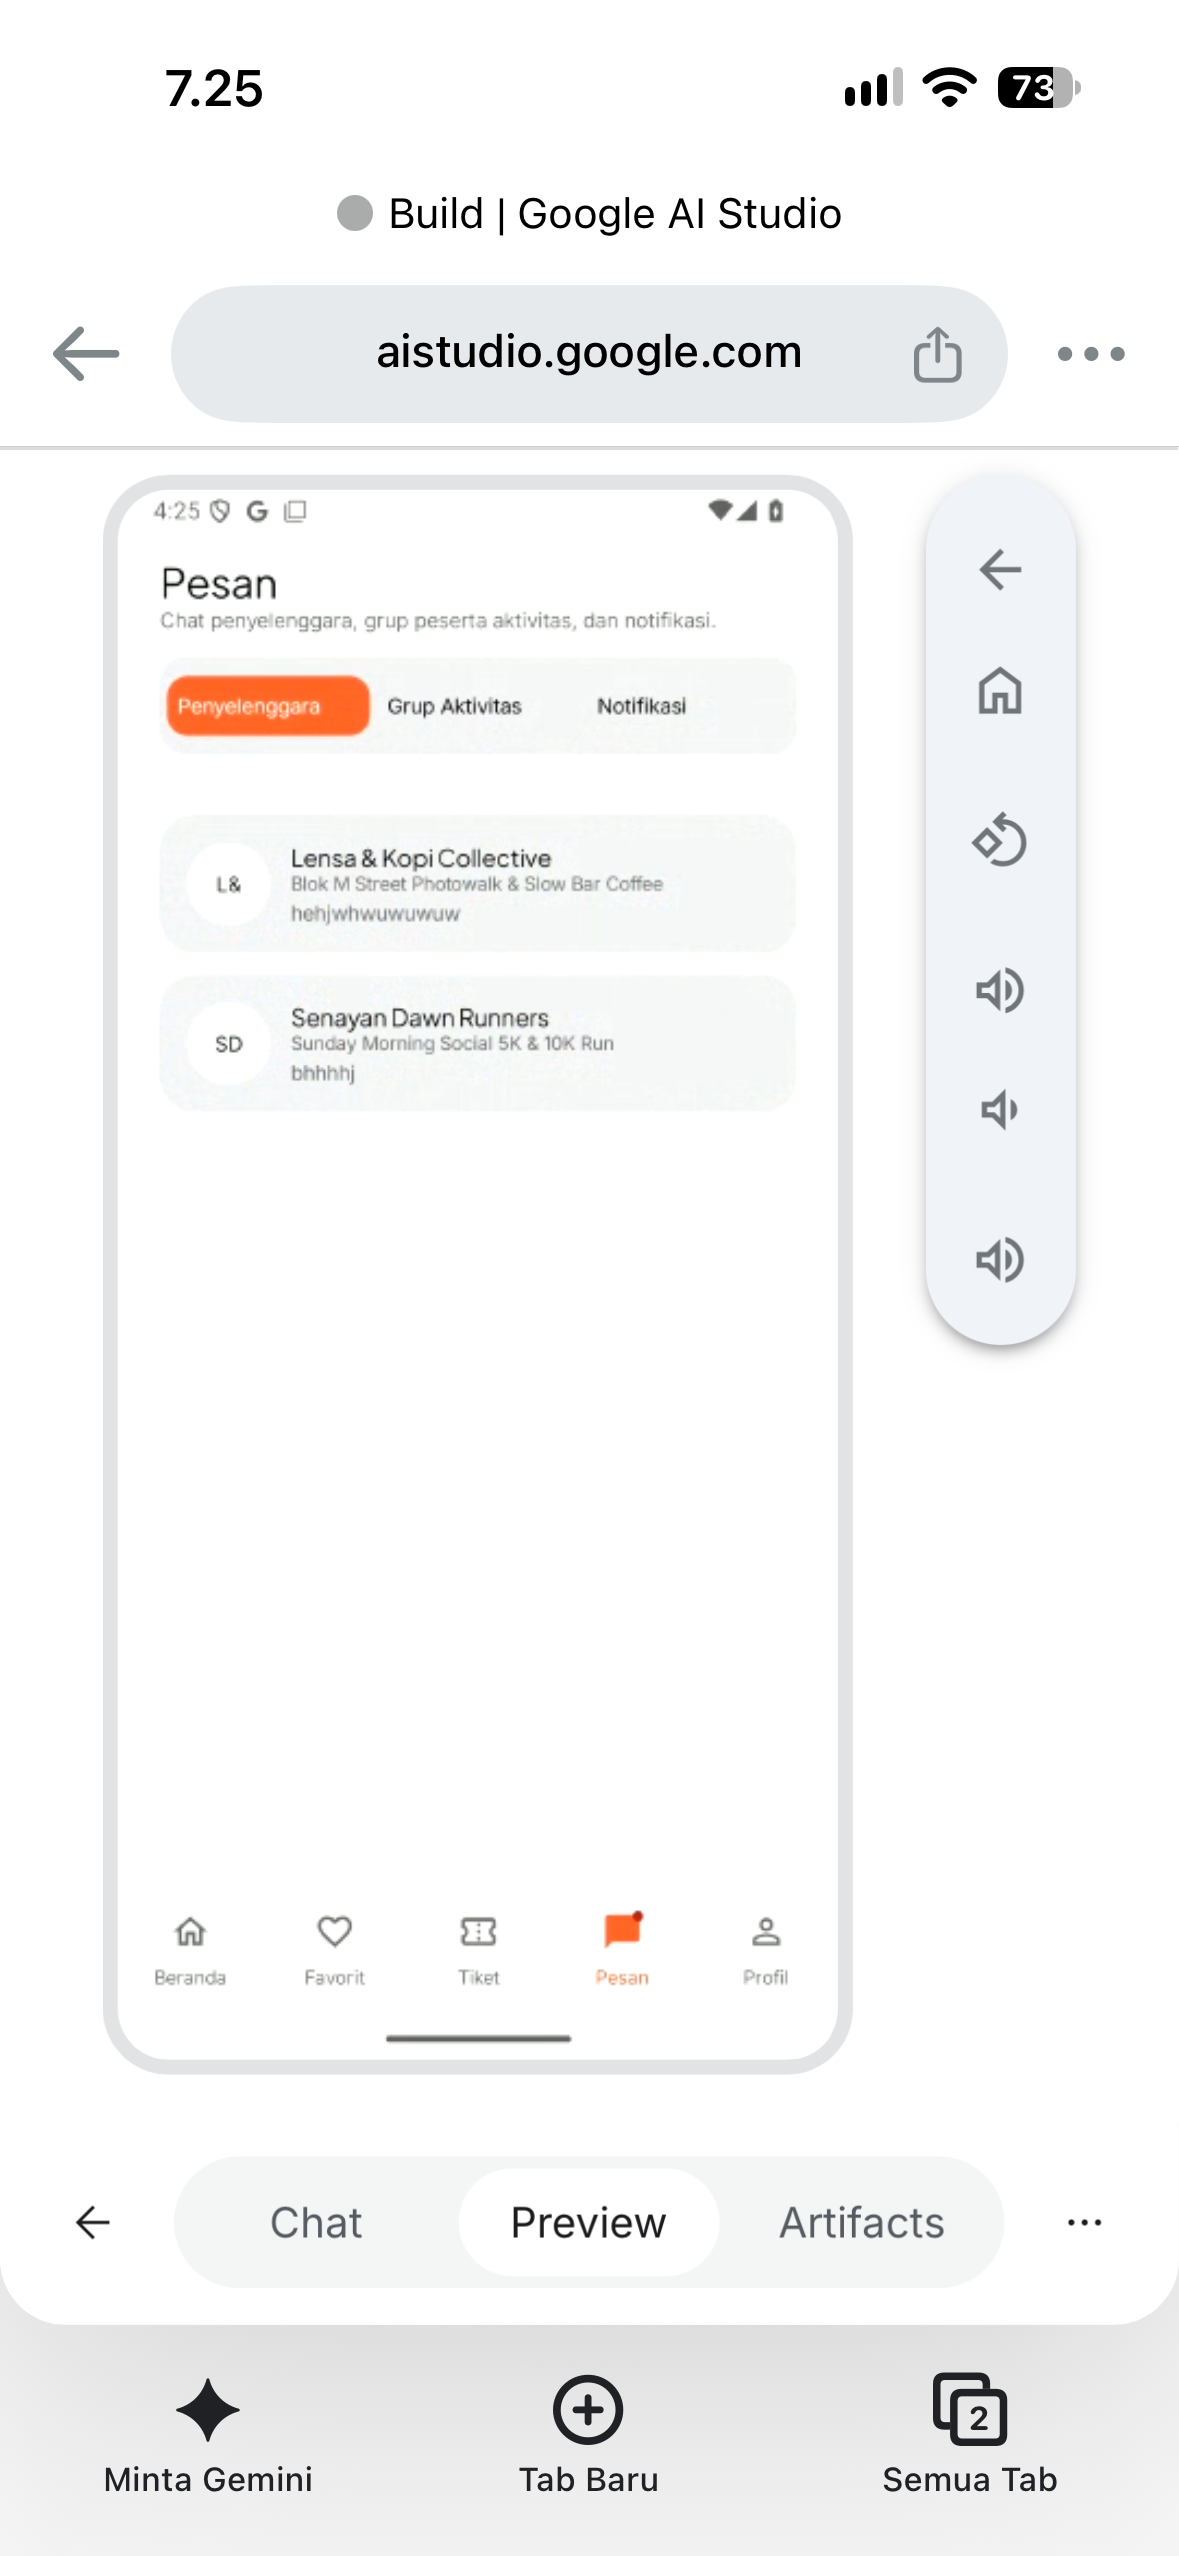 7.25
73
Build | Google AI Studio
aistudio.google.com
4:25 G
Pesan
Chat penyelenggara, grup peserta aktivitas, dan notifikasi.
Penyelenggara Grup Aktivitas Notifikasi
L&
Lensa & Kopi Collective
Blok M Street Photowalk & Slow Bar Coffee
hehjwhwuwuwuw
SD
Senayan Dawn Runners
Sunday Morning Social 5K & 10K Run
bhhhhj
Beranda Favorit Tiket Pesan Profil
Chat Preview Artifacts
2
Minta Gemini Tab Baru Semua Tab